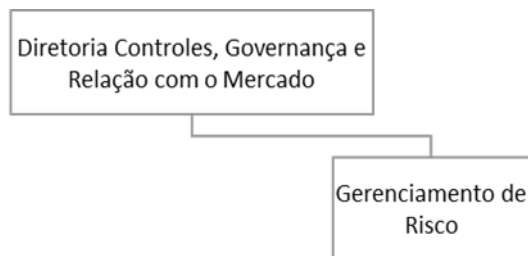 Diretoria Controles, Governança e
Relação com o Mercado
Gerenciamento de
Risco